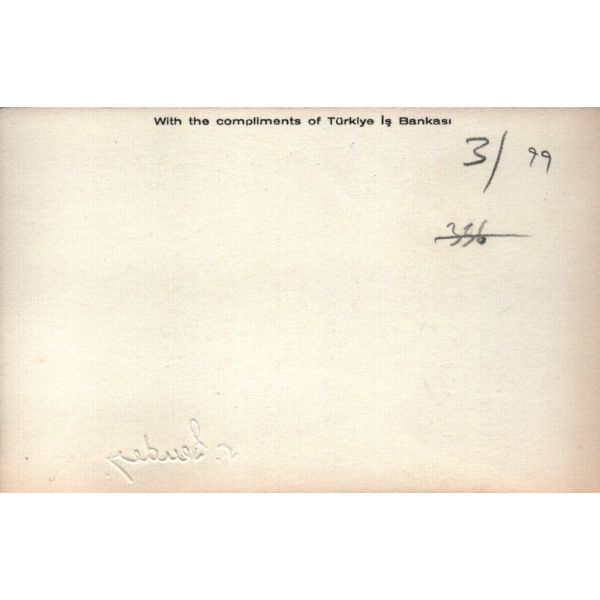 With the compliments of Türkiye İş Bankası
3/ 99
336